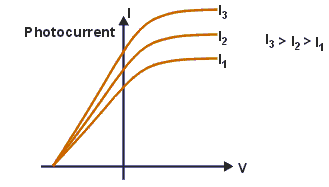 I
Photocurrent
I₃
I₂
I₁
I₃ > I₂ > I₁
V